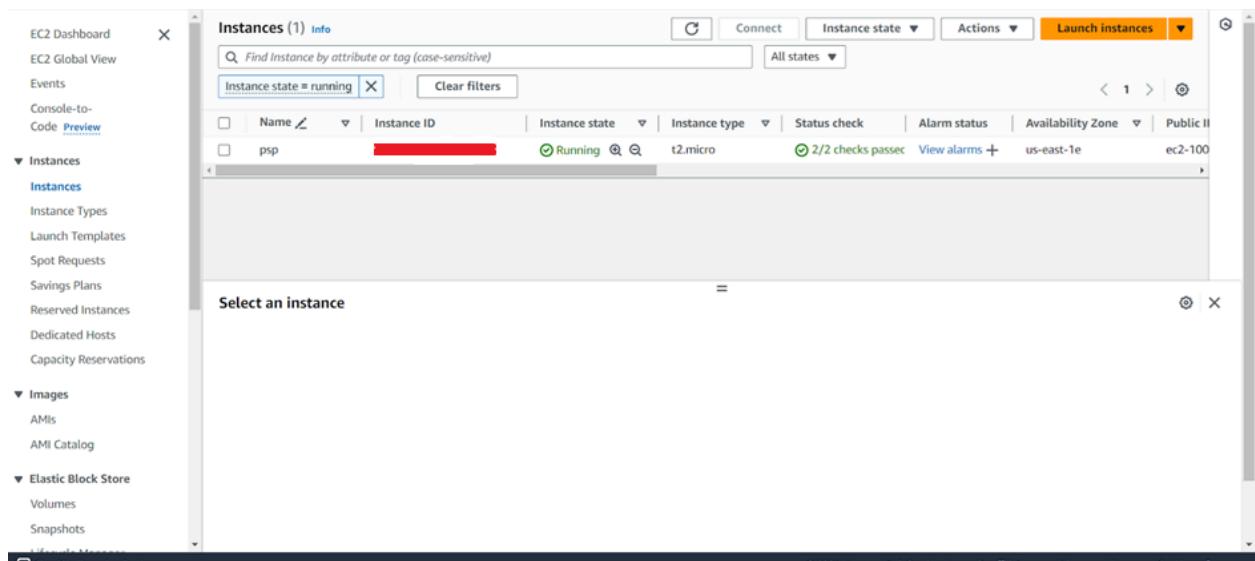 EC2 Dashboard
EC2 Global View
Events
Console-to-
Code Preview
Instances
Instances
Instance Types
Launch Templates
Spot Requests
Savings Plans
Reserved Instances
Dedicated Hosts
Capacity Reservations
Images
AMIs
AMI Catalog
Elastic Block Store
Volumes
Snapshots
Instances (1) Info
Connect
Instance state
Actions
Launch instances
Find Instance by attribute or tag (case-sensitive)
All states
Instance state = running
Clear filters
1
Name Instance ID Instance state Instance type Status check Alarm status Availability Zone Public
psp Running t2.micro 2/2 checks View alarms + us-east-1e ec2-100
Select an instance